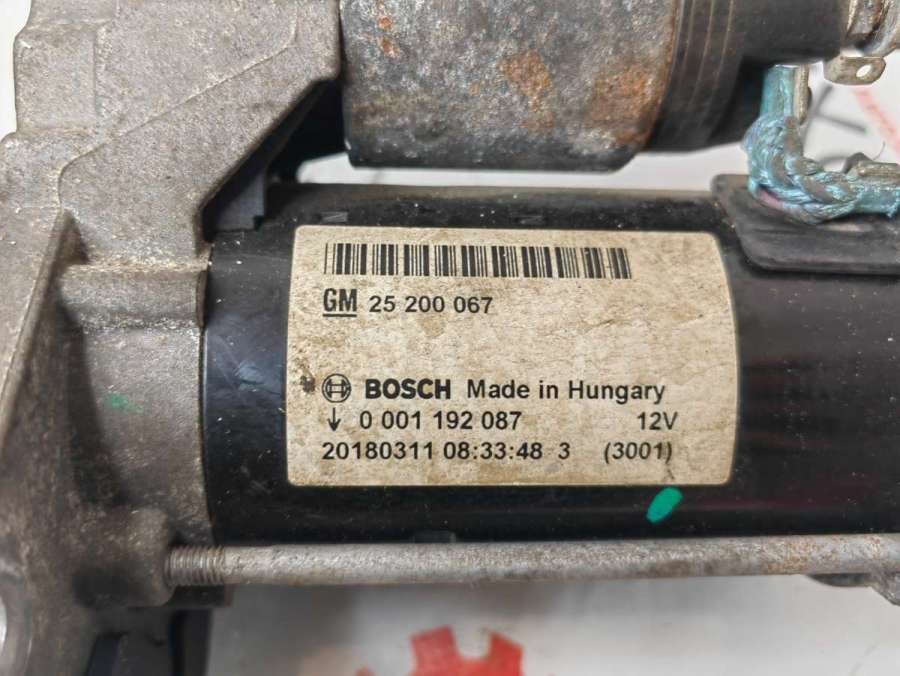 GM 25 200 067
BOSCH Made in Hungary
0 001 192 087 12V
20180311 08:33:48 3 (3001)